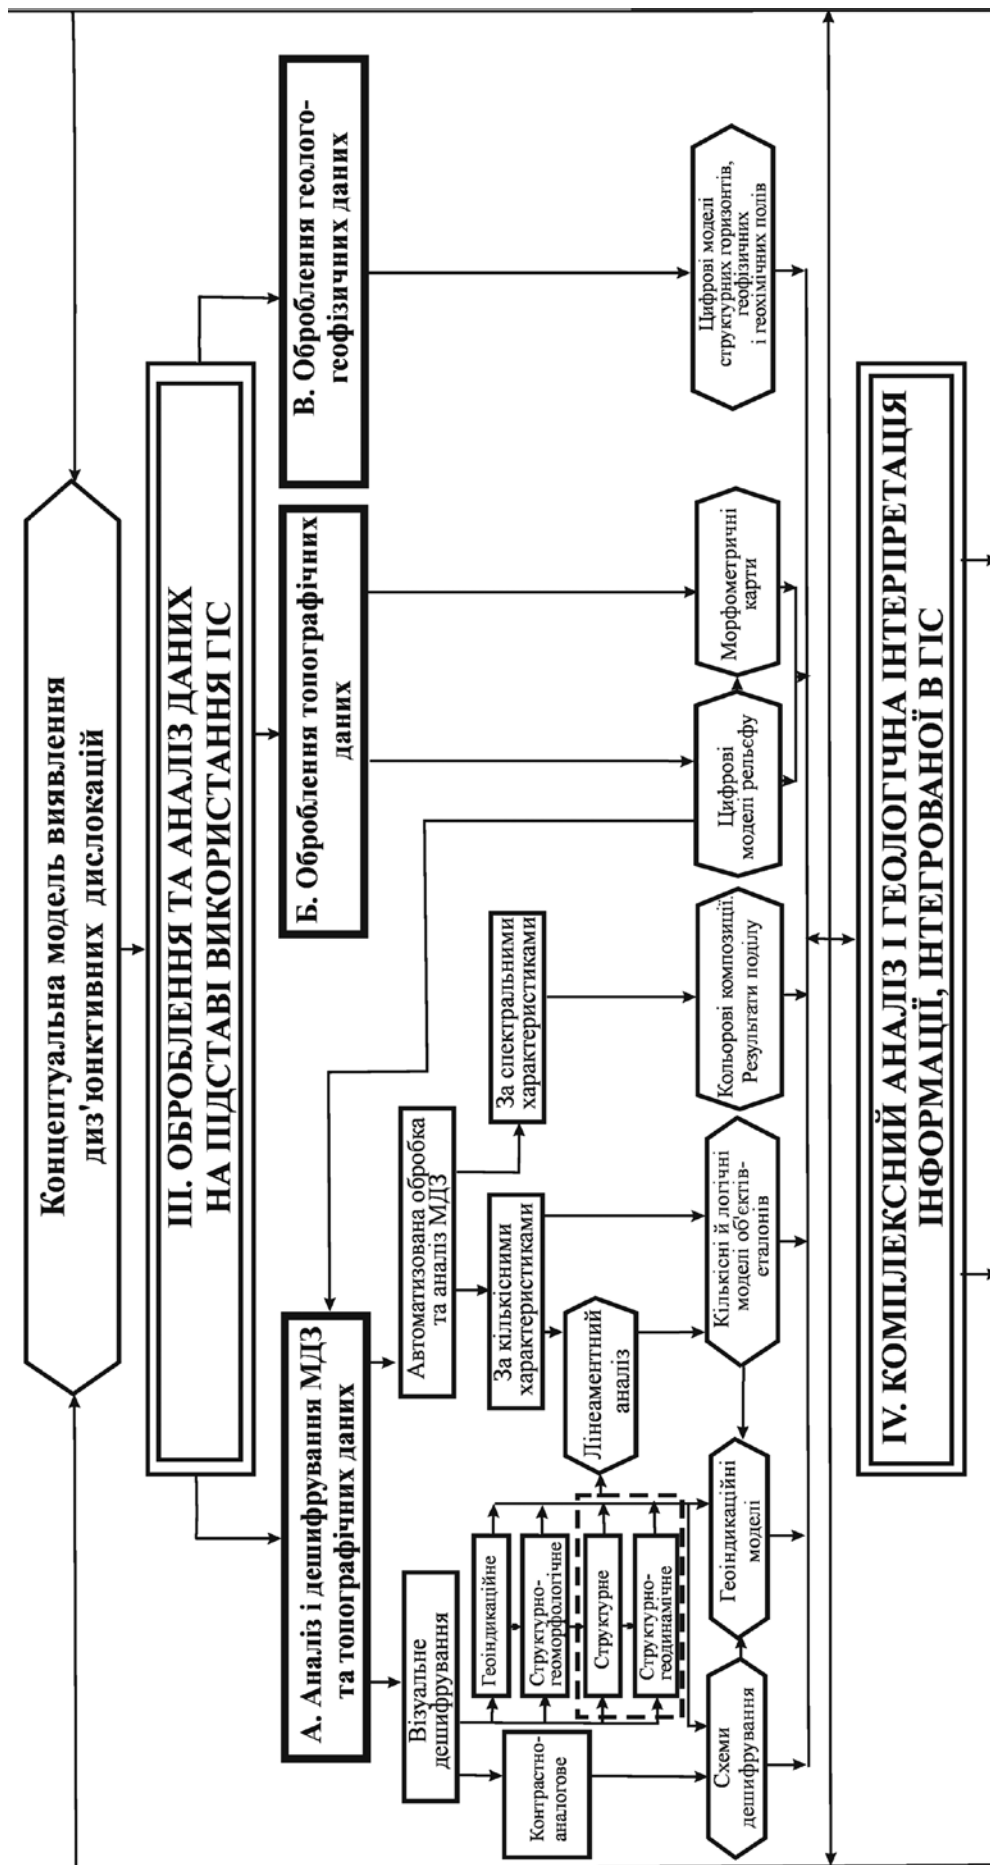 Концептуальна модель виявлення
диз'юнктивних дислокацій
ІІІ. ОБРОБЛЕННЯ ТА АНАЛІЗ ДАНИХ
НА ПІДСТАВІ ВИКОРИСТАННЯ ГІС
А. Аналіз і дешифрування МДЗ
та топографічних даних
Б. Оброблення топографічних
даних
В. Оброблення геолого-
геофізичних даних
Візуальне
дешифрування
Автоматизована обробка
та аналіз МДЗ
Контрастно-
аналогове
Геоіндикаційне
Структурно-
геоморфологічне
Структурне
Структурно-
геодинамічне
За кількісними
характеристиками
За спектральними
характеристиками
Лінеаментний
аналіз
Схеми
дешифрування
Геоіндикаційні
моделі
Кількісні й логічні
моделі об'єктів-
еталонів
Кольорові композиції.
Результати поділу
Цифрові
моделі рельєфу
Морфометричні
карти
Цифрові моделі
структурних горизонтів,
геофізичних
і геохімічних полів
IV. КОМПЛЕКСНИЙ АНАЛІЗ І ГЕОЛОГІЧНА ІНТЕРПРЕТАЦІЯ
ІНФОРМАЦІЇ, ІНТЕГРОВАНОЇ В ГІС